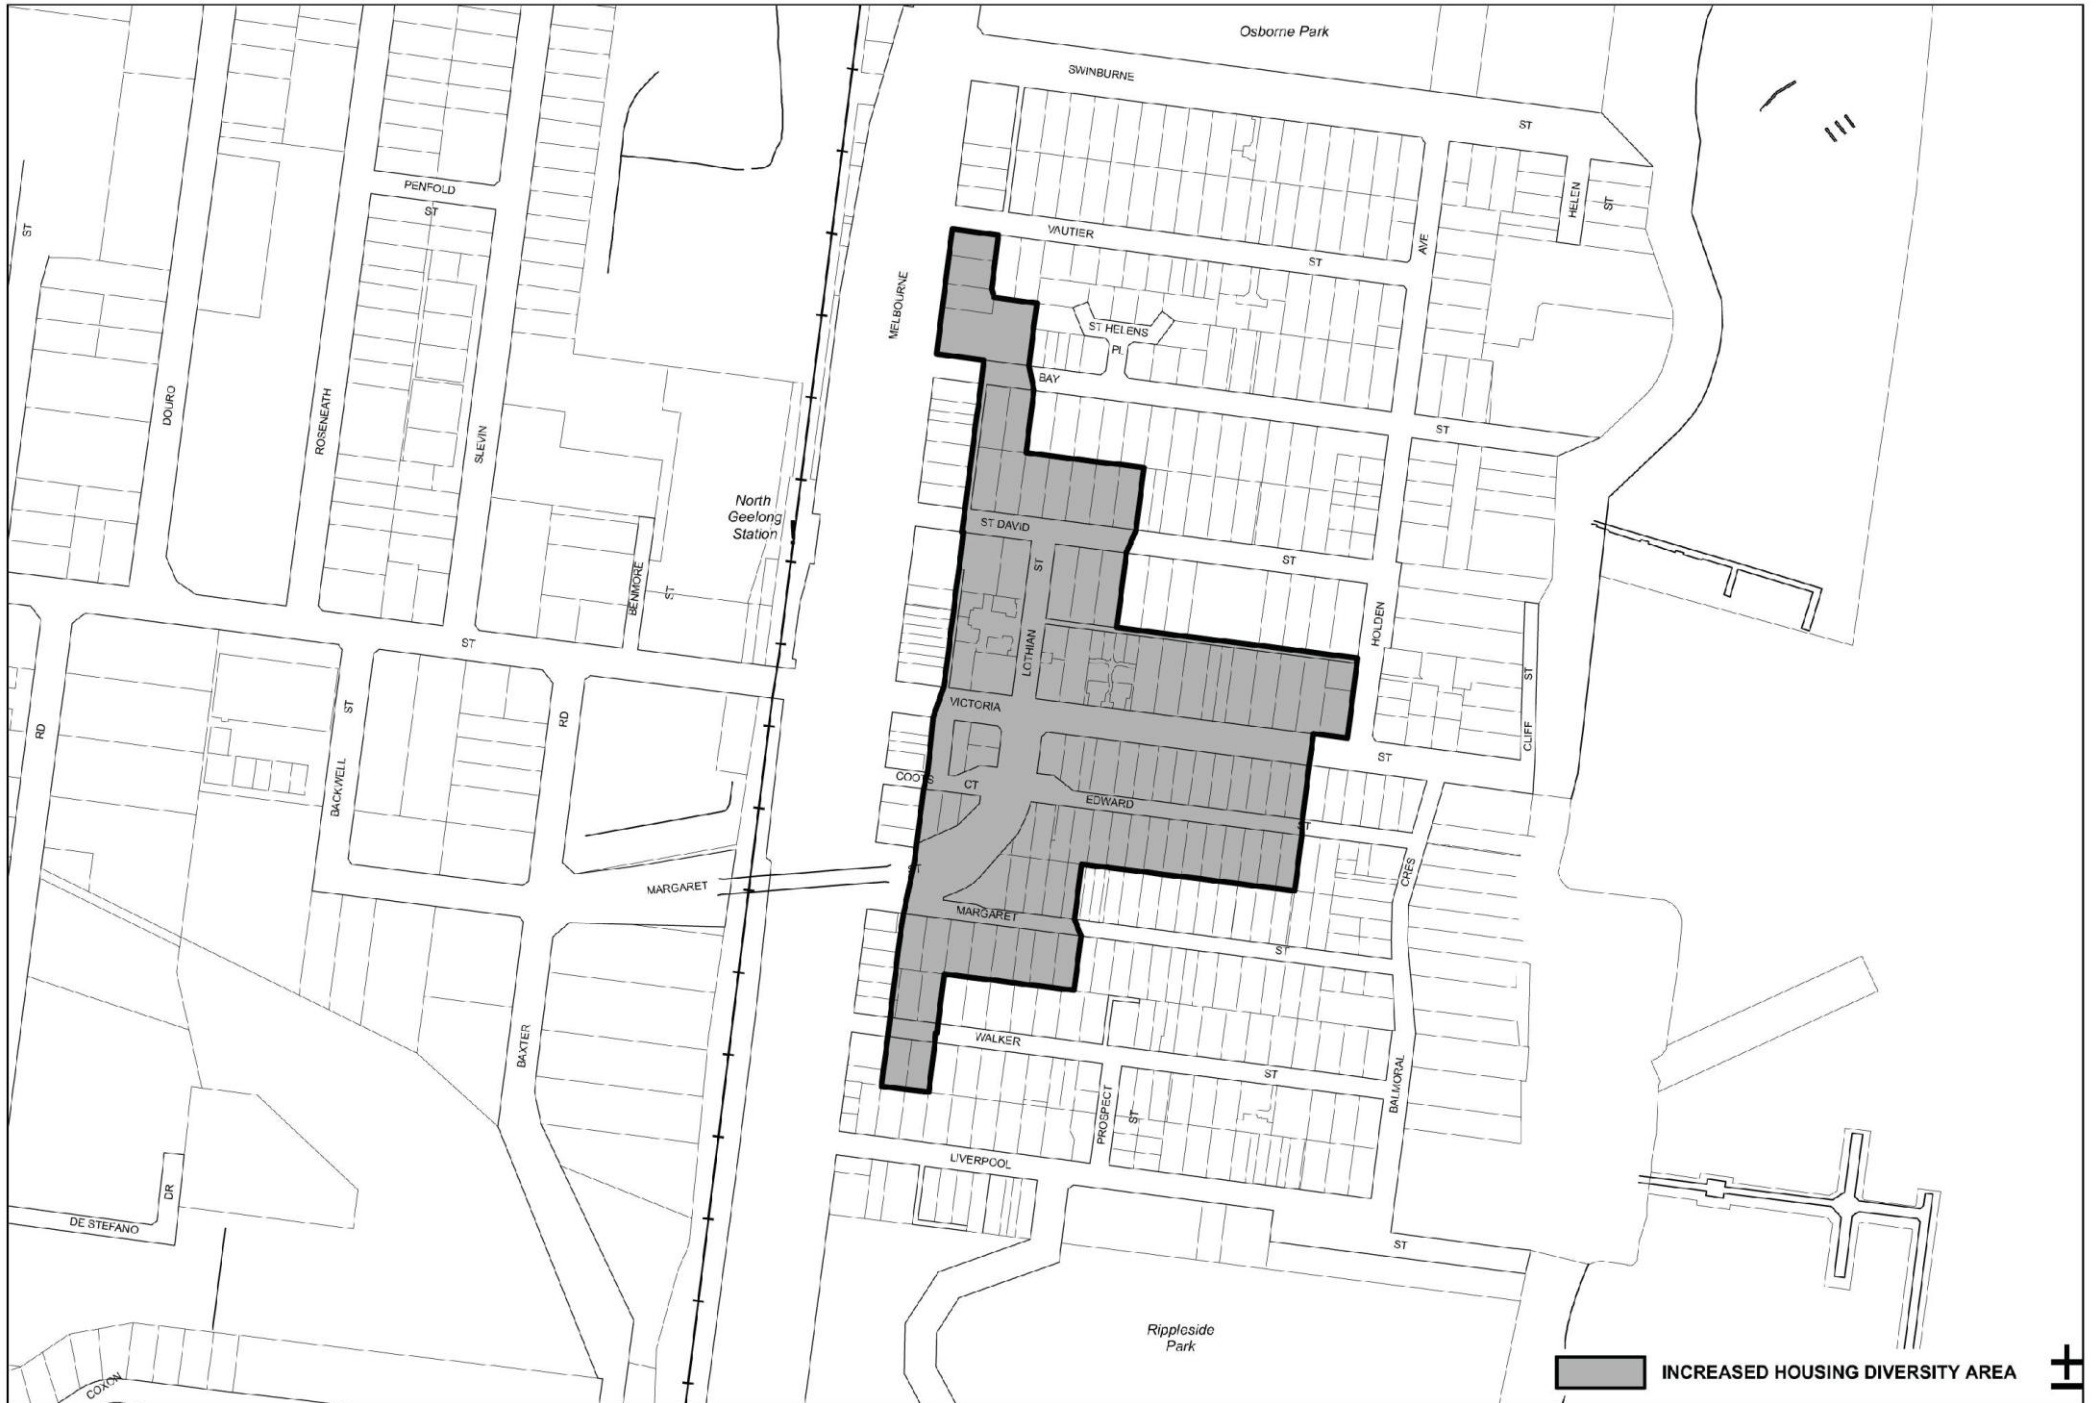 Osborne Park
SWINBURNE
ST
PENFOLD
ST
HELEN
ST
ST
VAUTIER
ST
AVE
MELBOURNE
ST HELENS
PL
BAY
ST
DOURO
ROSENEATH
SLEVIN
North
Geelong
Station
ST DAVID
ST
ST
BENMORE
ST
HOLDEN
LOTHIAN
ST
ST
CLIFF
VICTORIA
ST
RD
ST
RD
BACKWELL
COOTS
CT
EDWARD
ST
ST
CRES
MARGARET
MARGARET
ST
BAXTER
WALKER
ST
BALMORAL
PROSPECT
ST
LIVERPOOL
ST
DR
DE STEFANO
COXON
Rippleside
Park
INCREASED HOUSING DIVERSITY AREA